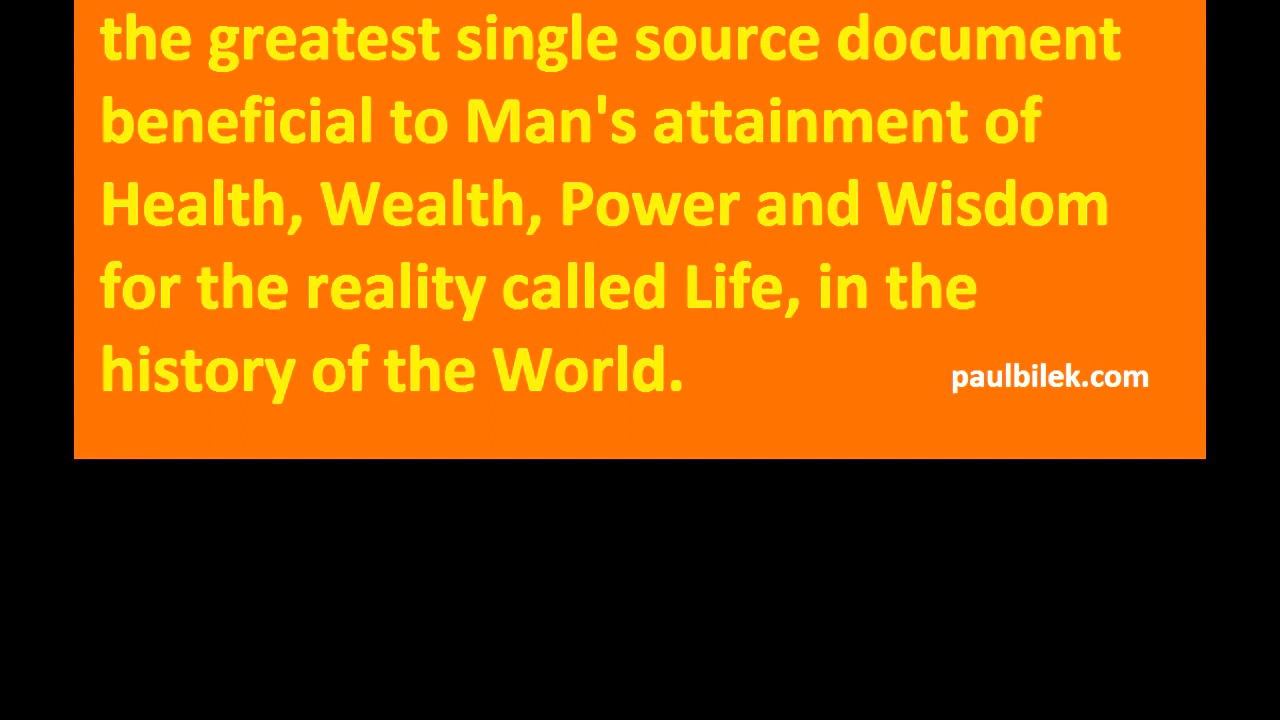 the greatest single source document
beneficial to Man's attainment of
Health, Wealth, Power and Wisdom
for the reality called Life, in the
history of the World.
paulbilek.com